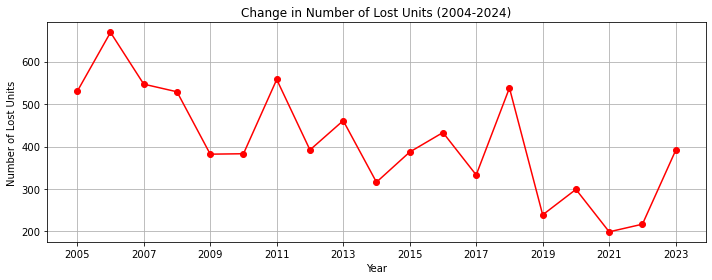 Change in Number of Lost Units (2004-2024)
Number of Lost Units
600
500
400
300
200
2005 2007 2009 2011 2013 2015 2017 2019 2021 2023
Year